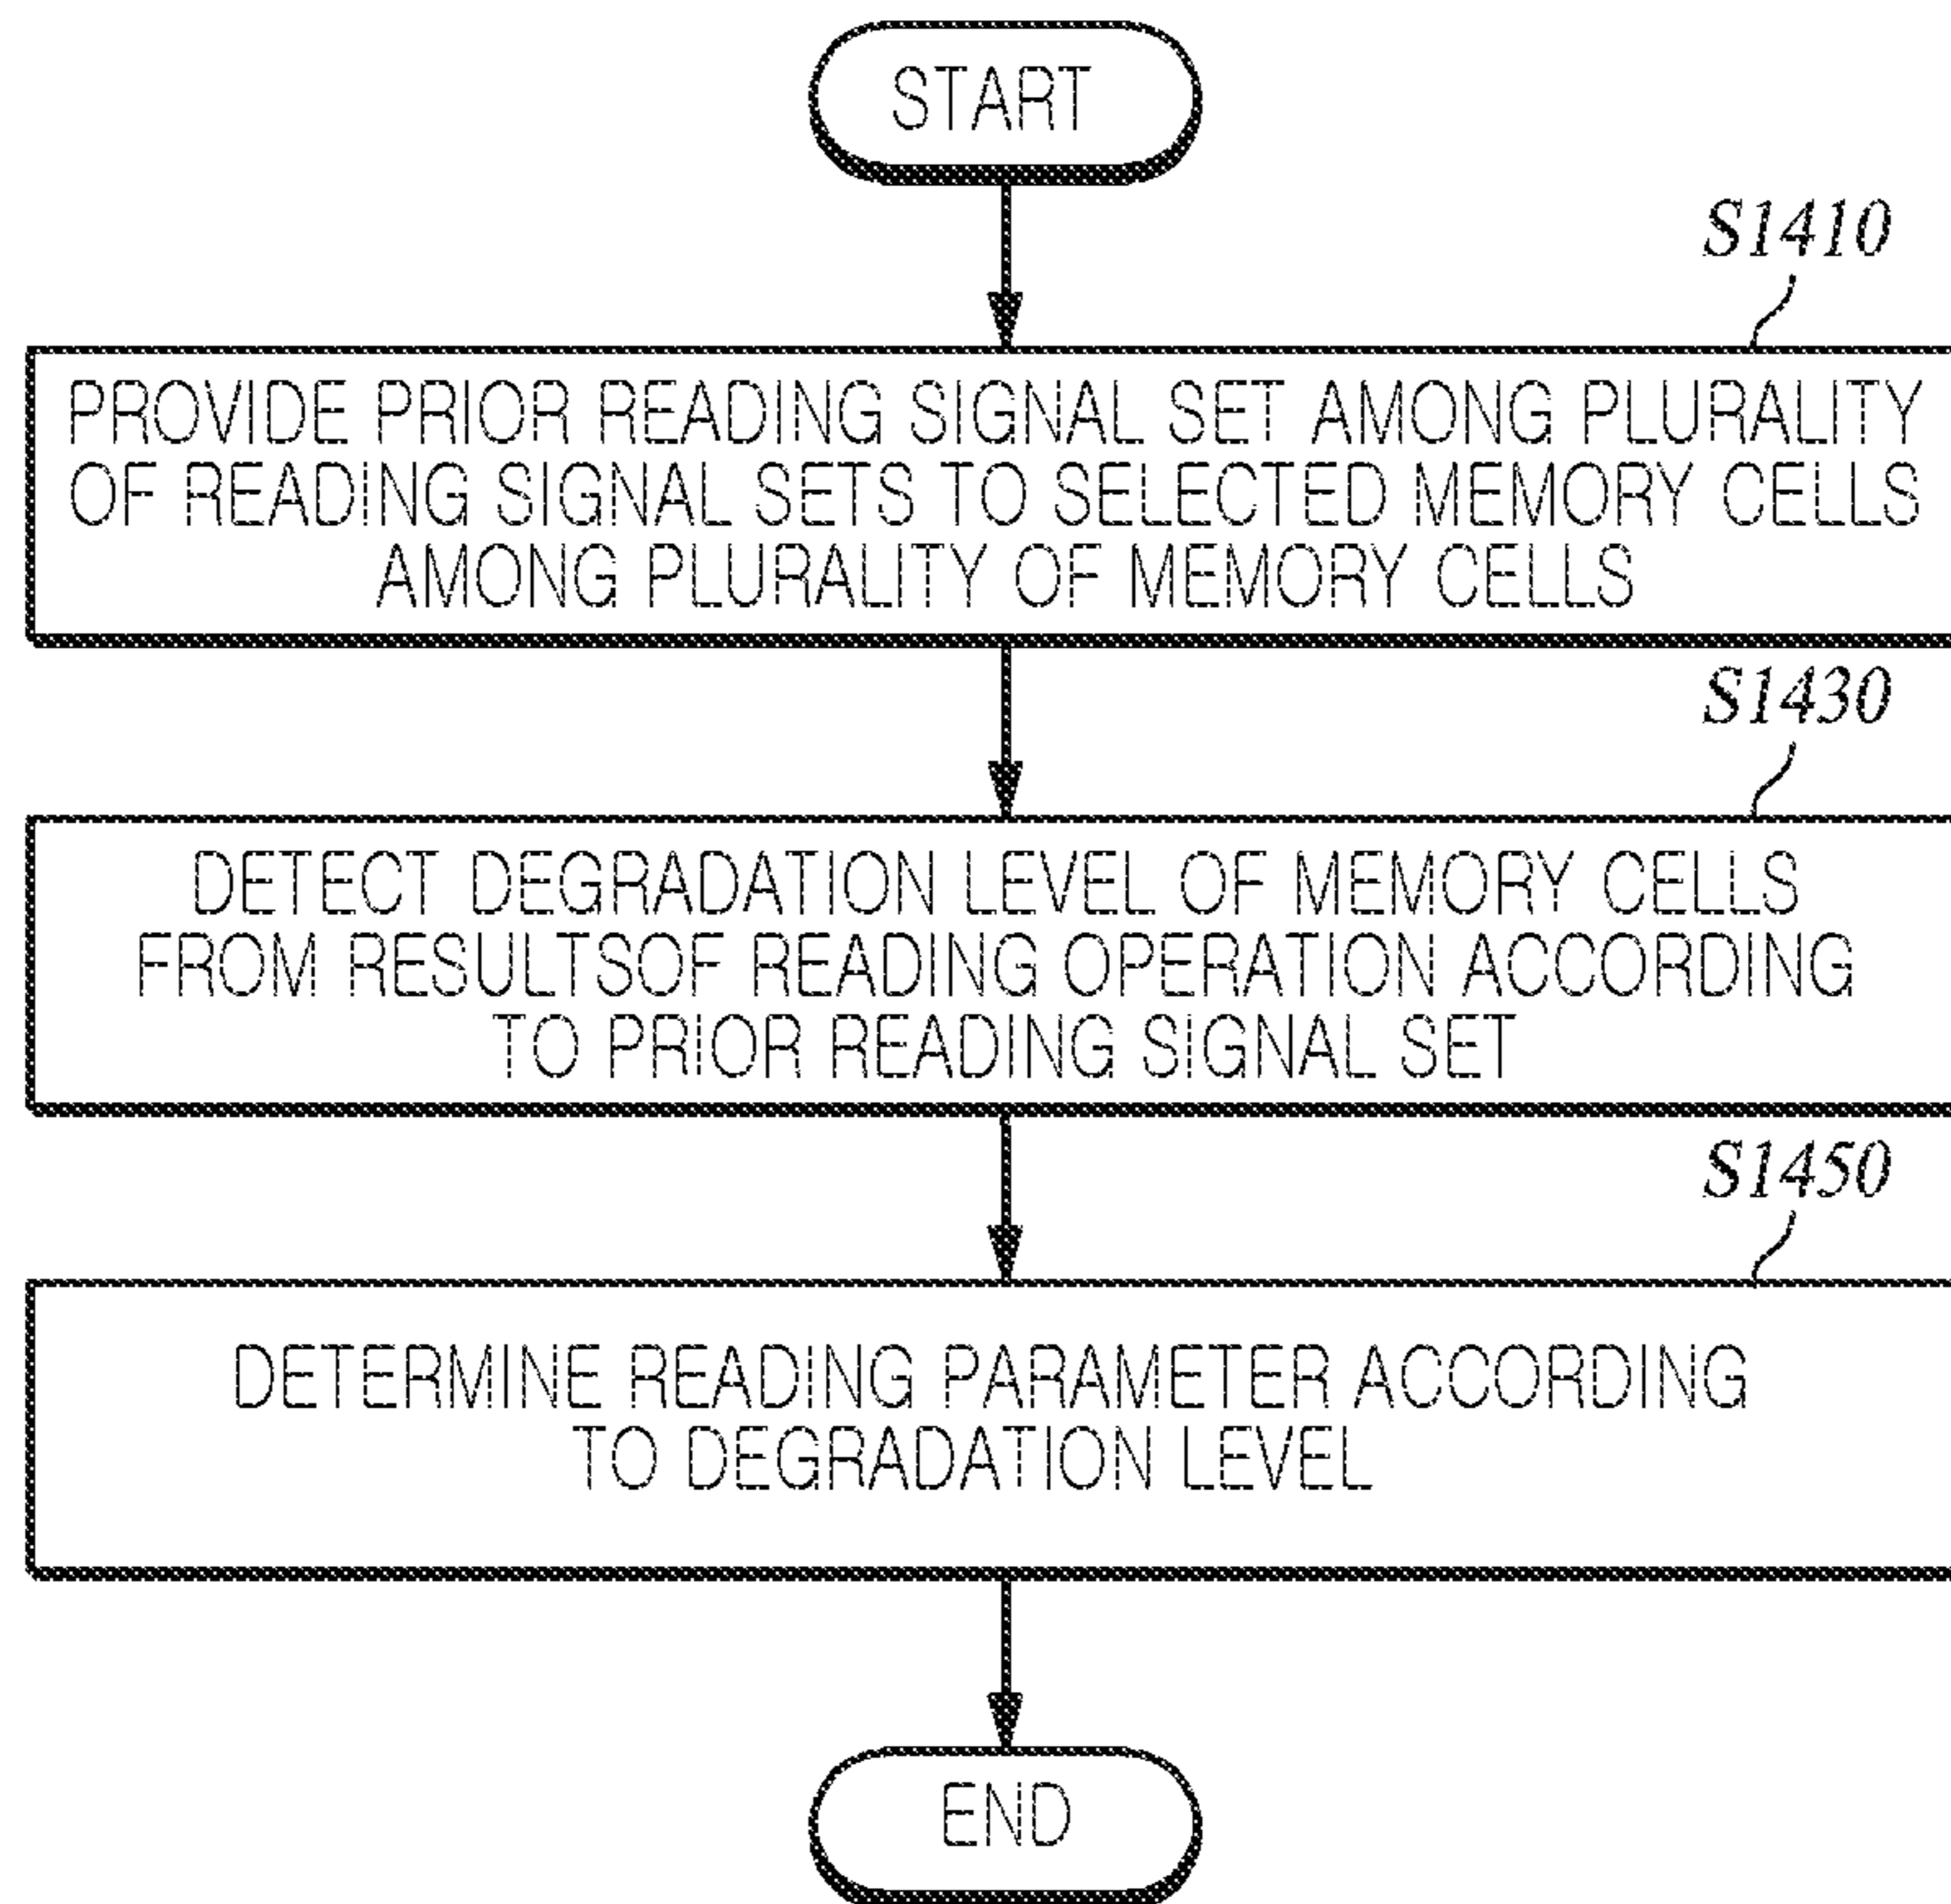 START
S1410
PROVIDE PRIOR READING SIGNAL SET AMONG PLURALITY
OF READING SIGNAL SETS TO SELECTED MEMORY CELLS
AMONG PLURALITY OF MEMORY CELLS
S1430
DETECT DEGRADATION LEVEL OF MEMORY CELLS
FROM RESULTSOF READING OPERATION ACCORDING
TO PRIOR READING SIGNAL SET
S1450
DETERMINE READING PARAMETER ACCORDING
TO DEGRADATION LEVEL
END